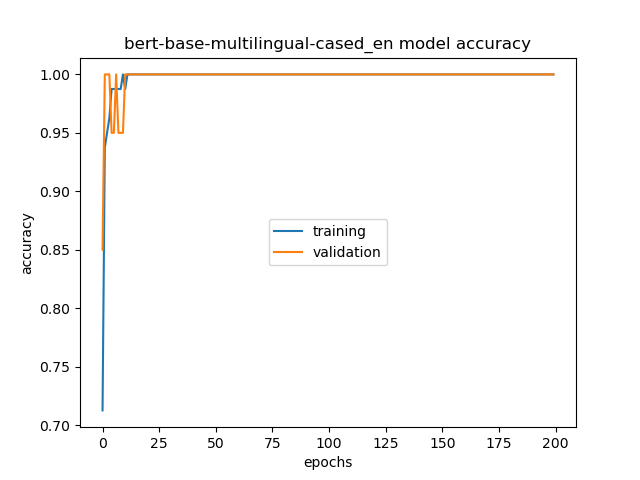 bert-base-multilingual-cased_en model accuracy
1.00
0.95
0.90
0.85
0.80
0.75
0.70
accuracy
training
validation
0 25 50 75 100 125 150 175 200
epochs